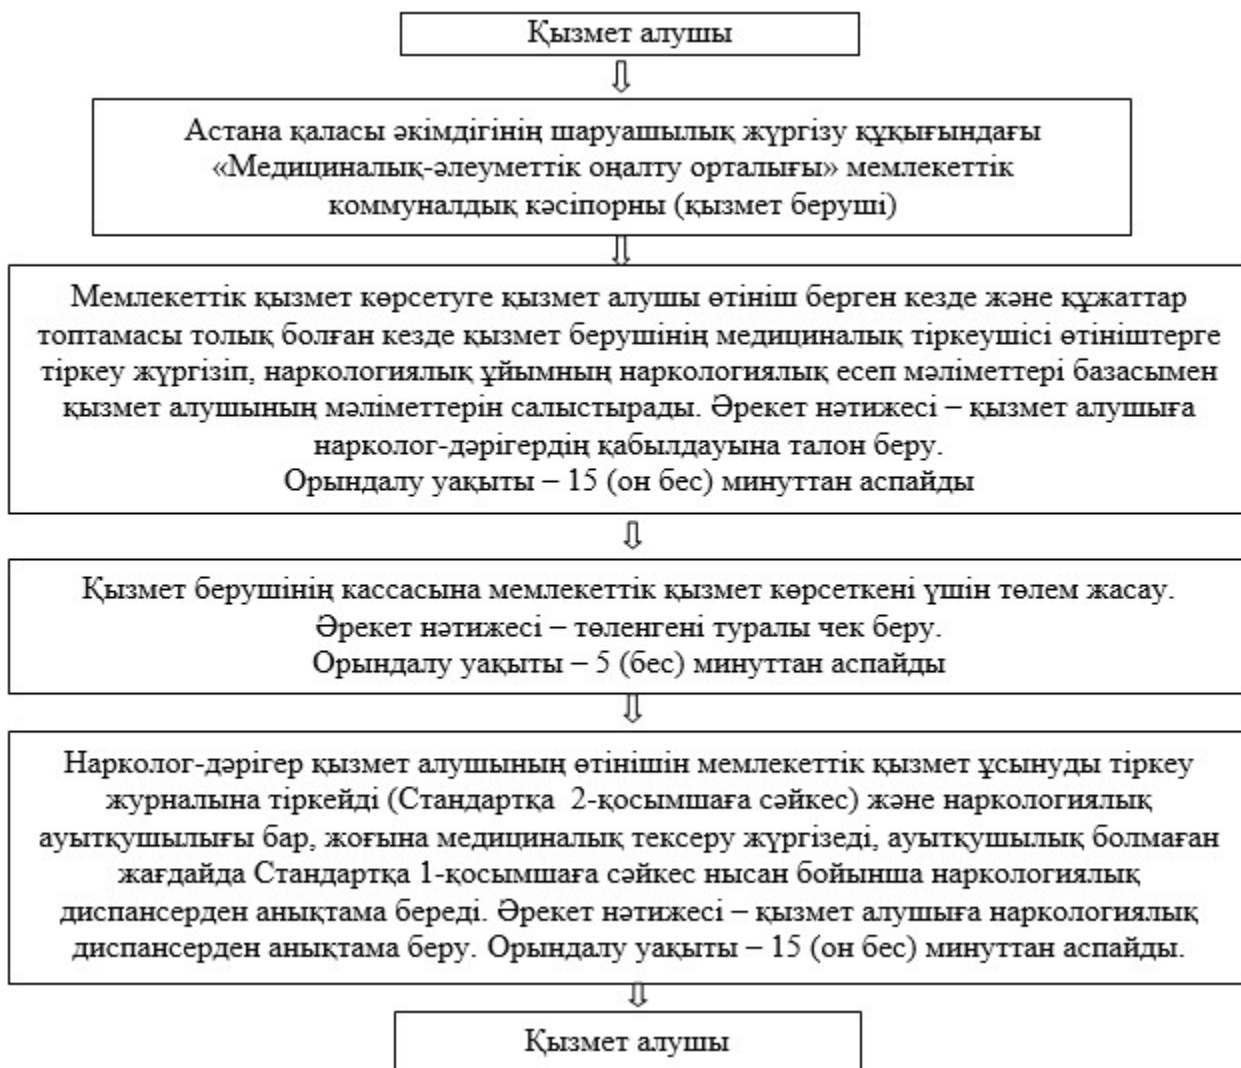 Қызмет алушы
Астана қаласы әкімдігінің шаруашылық жүргізу құқығындағы
«Медициналық-әлеуметтік оңалту орталығы» мемлекеттік
коммуналдық кәсіпорны (қызмет беруші)
Мемлекеттік қызмет көрсетуге қызмет алушы өтініш берген кезде және құжаттар
топтамасы толық болған кезде қызмет берушінің медициналық тіркеушісі өтініштерге
тіркеу жүргізіп, наркологиялық ұйымның наркологиялық есеп мәліметтері базасымен
қызмет алушының мәліметтерін салыстырады. Әрекет нәтижесі – қызмет алушыға
нарколог-дәрігердің қабылдауына талон беру.
Орындалу уақыты – 15 (он бес) минуттан аспайды
Қызмет берушінің кассасына мемлекеттік қызмет көрсеткені үшін төлем жасау.
Әрекет нәтижесі – төленгені туралы чек беру.
Орындалу уақыты – 5 (бес) минуттан аспайды
Нарколог-дәрігер қызмет алушының өтінішін мемлекеттік қызмет ұсынуды тіркеу
журналына тіркейді (Стандартқа 2-қосымшаға сәйкес) және наркологиялық
ауытқушылығы бар, жоғына медициналық тексеру жүргізеді, ауытқушылық болмаған
жағдайда Стандартқа 1-қосымшаға сәйкес нысан бойынша наркологиялық
диспансерден анықтама береді. Әрекет нәтижесі – қызмет алушыға наркологиялық
диспансерден анықтама беру. Орындалу уақыты – 15 (он бес) минуттан аспайды.
Қызмет алушы